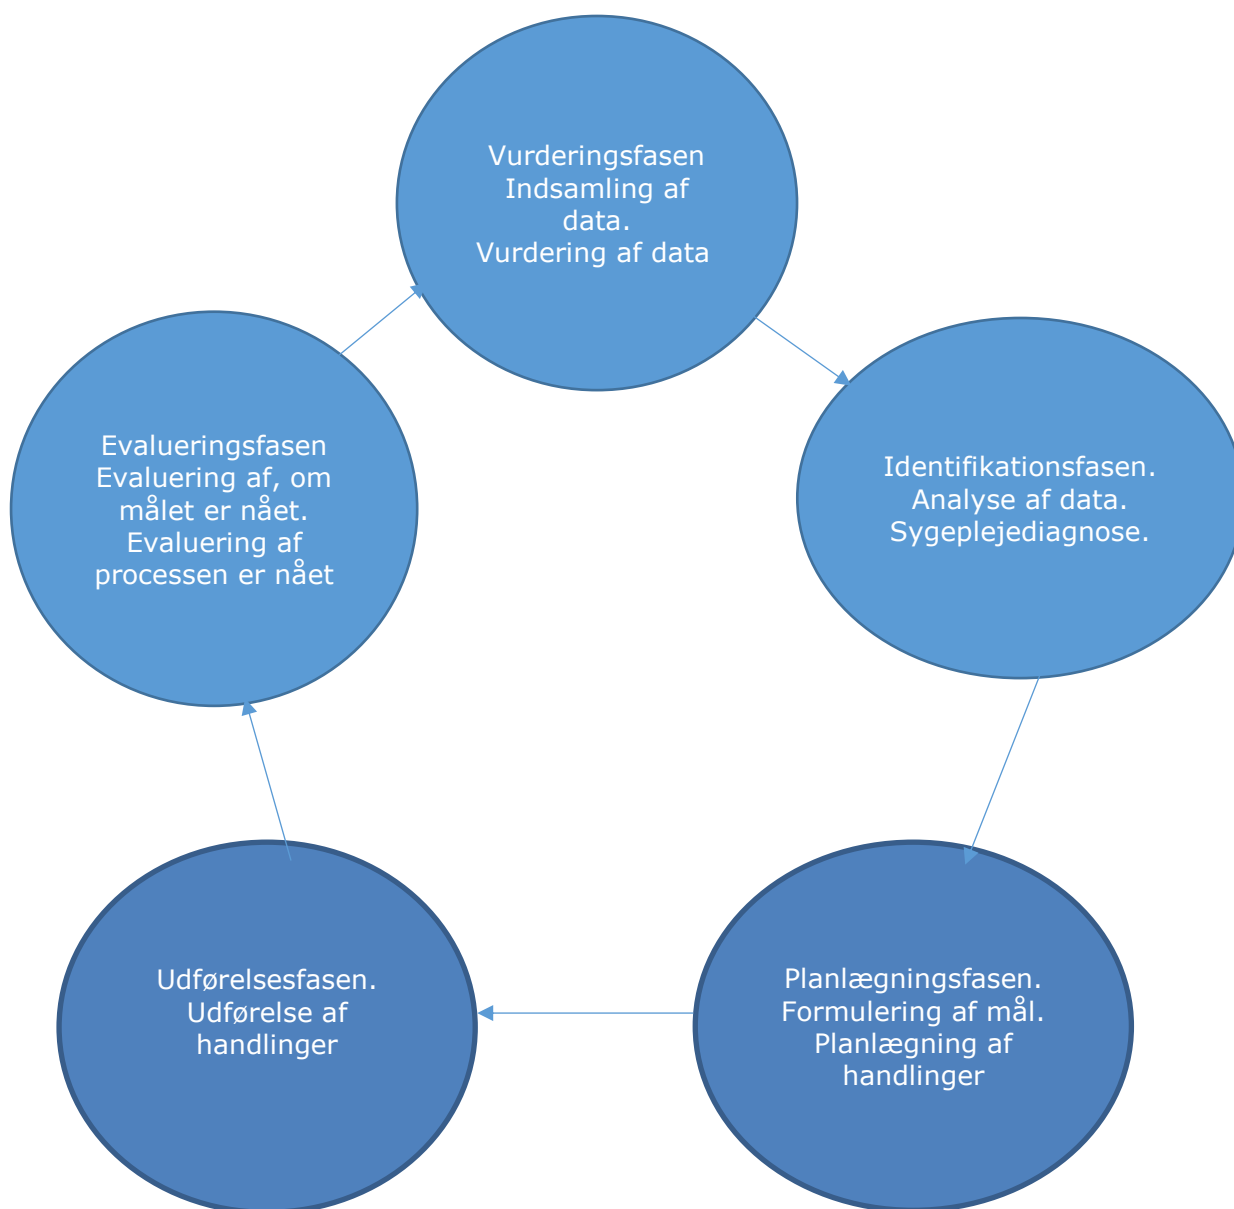 Vurderingsfasen
Indsamling af
data.
Vurdering af data
Identifikationsfasen.
Analyse af data.
Sygeplejediagnose.
Planlægningsfasen.
Formulering af mål.
Planlægning af
handlinger
Udførelsesfasen.
Udførelse af
handlinger
Evalueringsfasen
Evaluering af, om
målet er nået.
Evaluering af
processen er nået